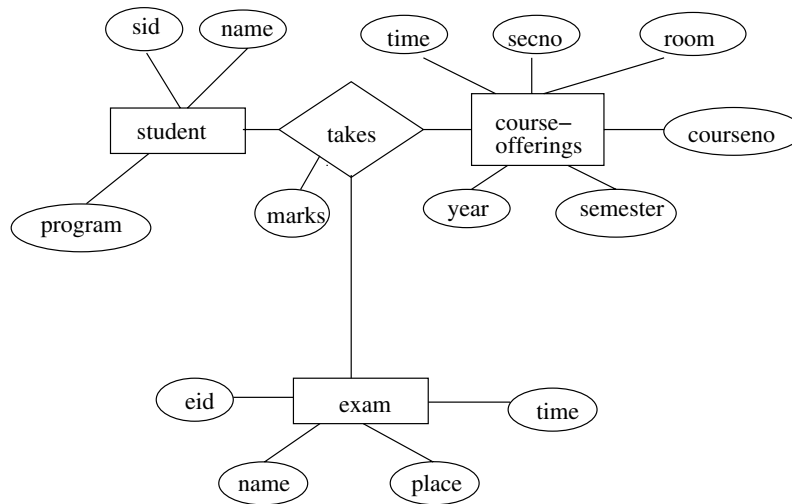 sid
name
time
secno
room
student
takes
course–
offerings
courseno
program
marks
year
semester
eid
exam
time
name
place